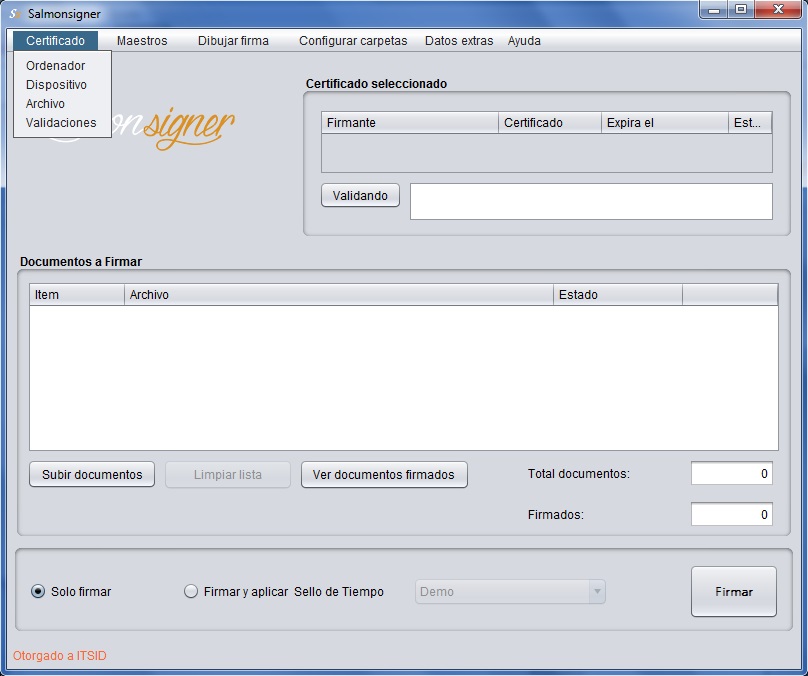 Salmonsigner
Certificado Maestros Dibujar firma Configurar carpetas Datos extras Ayuda
Ordenador
Dispositivo
Archivo
Validaciones
signer
Certificado seleccionado
Firmante Certificado Expira el Est...
Validando
Documentos a Firmar
Item Archivo Estado
Subir documentos Limpiar lista Ver documentos firmados Total documentos: 0
Firmados: 0
Solo firmar Firmar y aplicar Sello de Tiempo Demo Firmar
Otorgado a ITSID